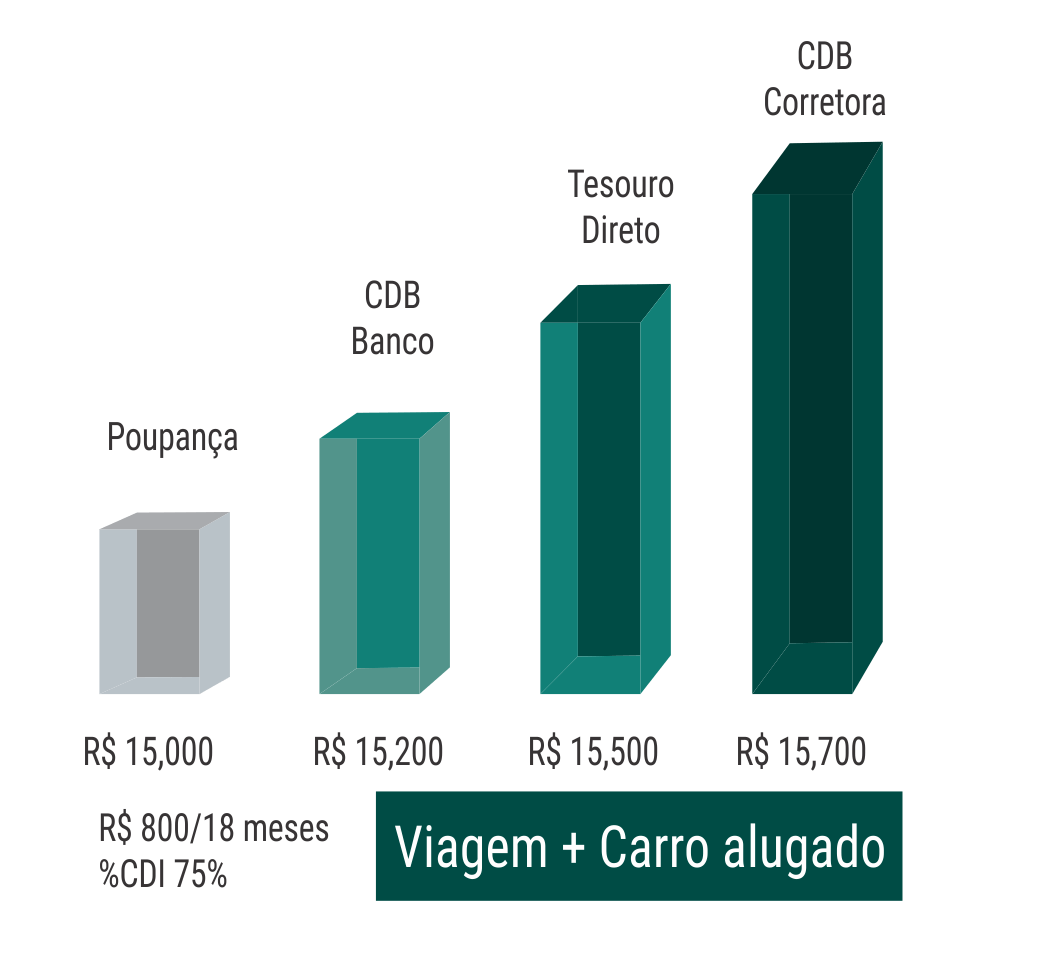 CDB
Corretora
Tesouro
Direto
CDB
Banco
Poupança
R$ 15,000
R$ 15,200
R$ 15,500
R$ 15,700
R$ 800/18 meses
%CDI 75%
Viagem + Carro alugado